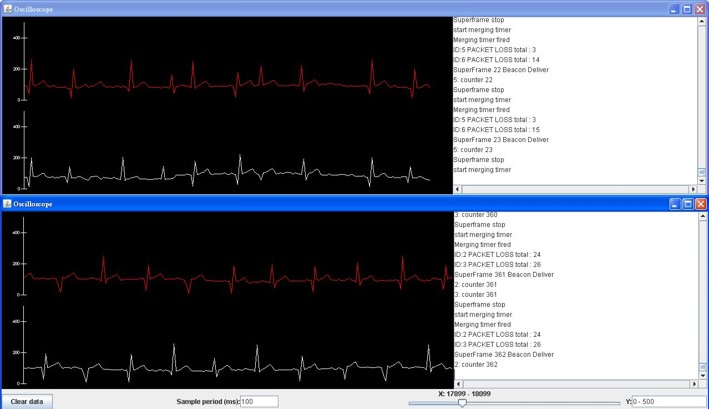 Oscilloscope
400
200
0
400
200
0
Superframe stop
start merging timer
Merging timer fired
ID:5 PACKET LOSS total : 3
ID:6 PACKET LOSS total : 14
SuperFrame 22 Beacon Deliver
5: counter 22
Superframe stop
start merging timer
Merging timer fired
ID:5 PACKET LOSS total : 3
ID:6 PACKET LOSS total : 15
SuperFrame 23 Beacon Deliver
5: counter 23
Superframe stop
start merging timer
Oscilloscope
400
200
0
400
200
0
3: counter 360
Superframe stop
start merging timer
Merging timer fired
ID:2 PACKET LOSS total : 24
ID:3 PACKET LOSS total : 26
SuperFrame 361 Beacon Deliver
2: counter 361
3: counter 361
Superframe stop
start merging timer
Merging timer fired
ID:2 PACKET LOSS total : 24
ID:3 PACKET LOSS total : 26
SuperFrame 362 Beacon Deliver
2: counter 362
X: 17899 - 18099
Clear data
Sample period (ms): 100
Y: 0 - 500